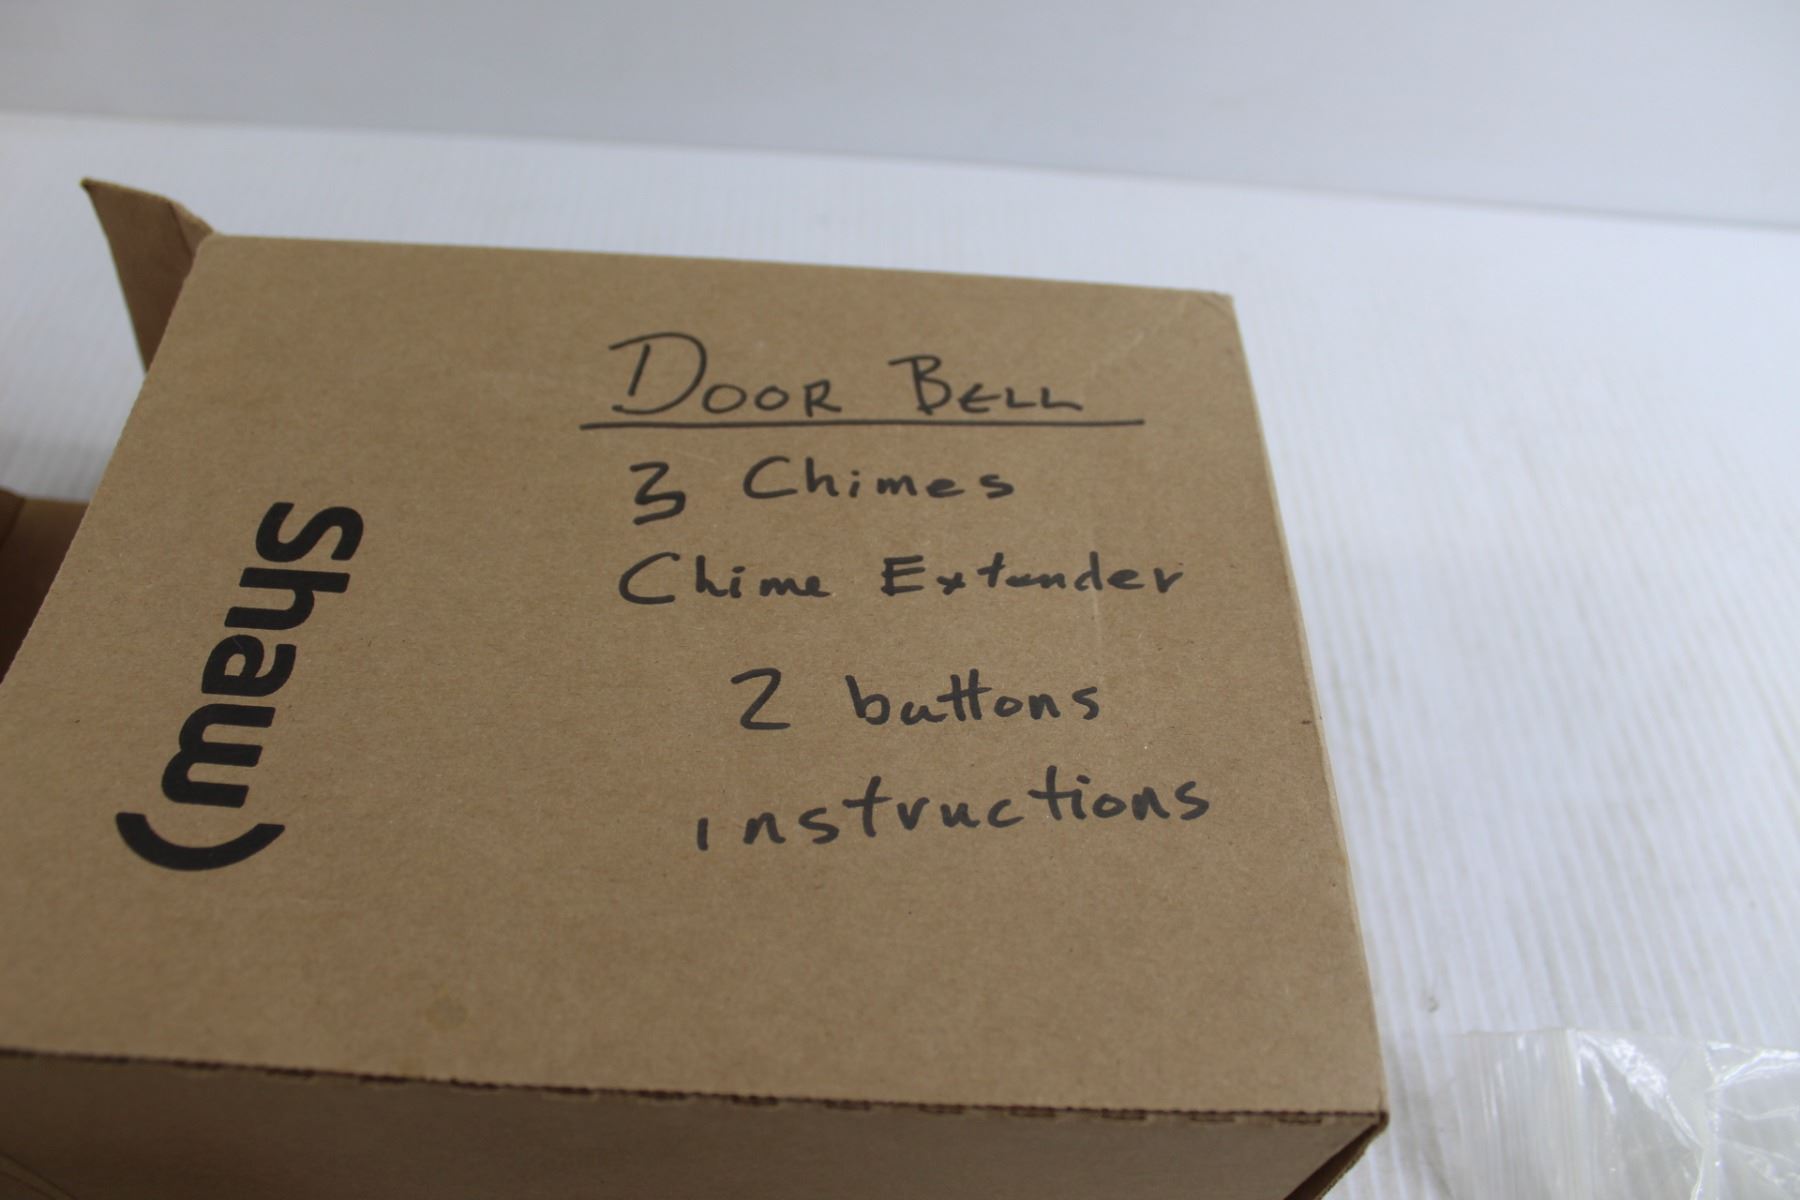 DOOR BELL
3 Chimes
Chime Extender
2 buttons
instructions
Shaw)